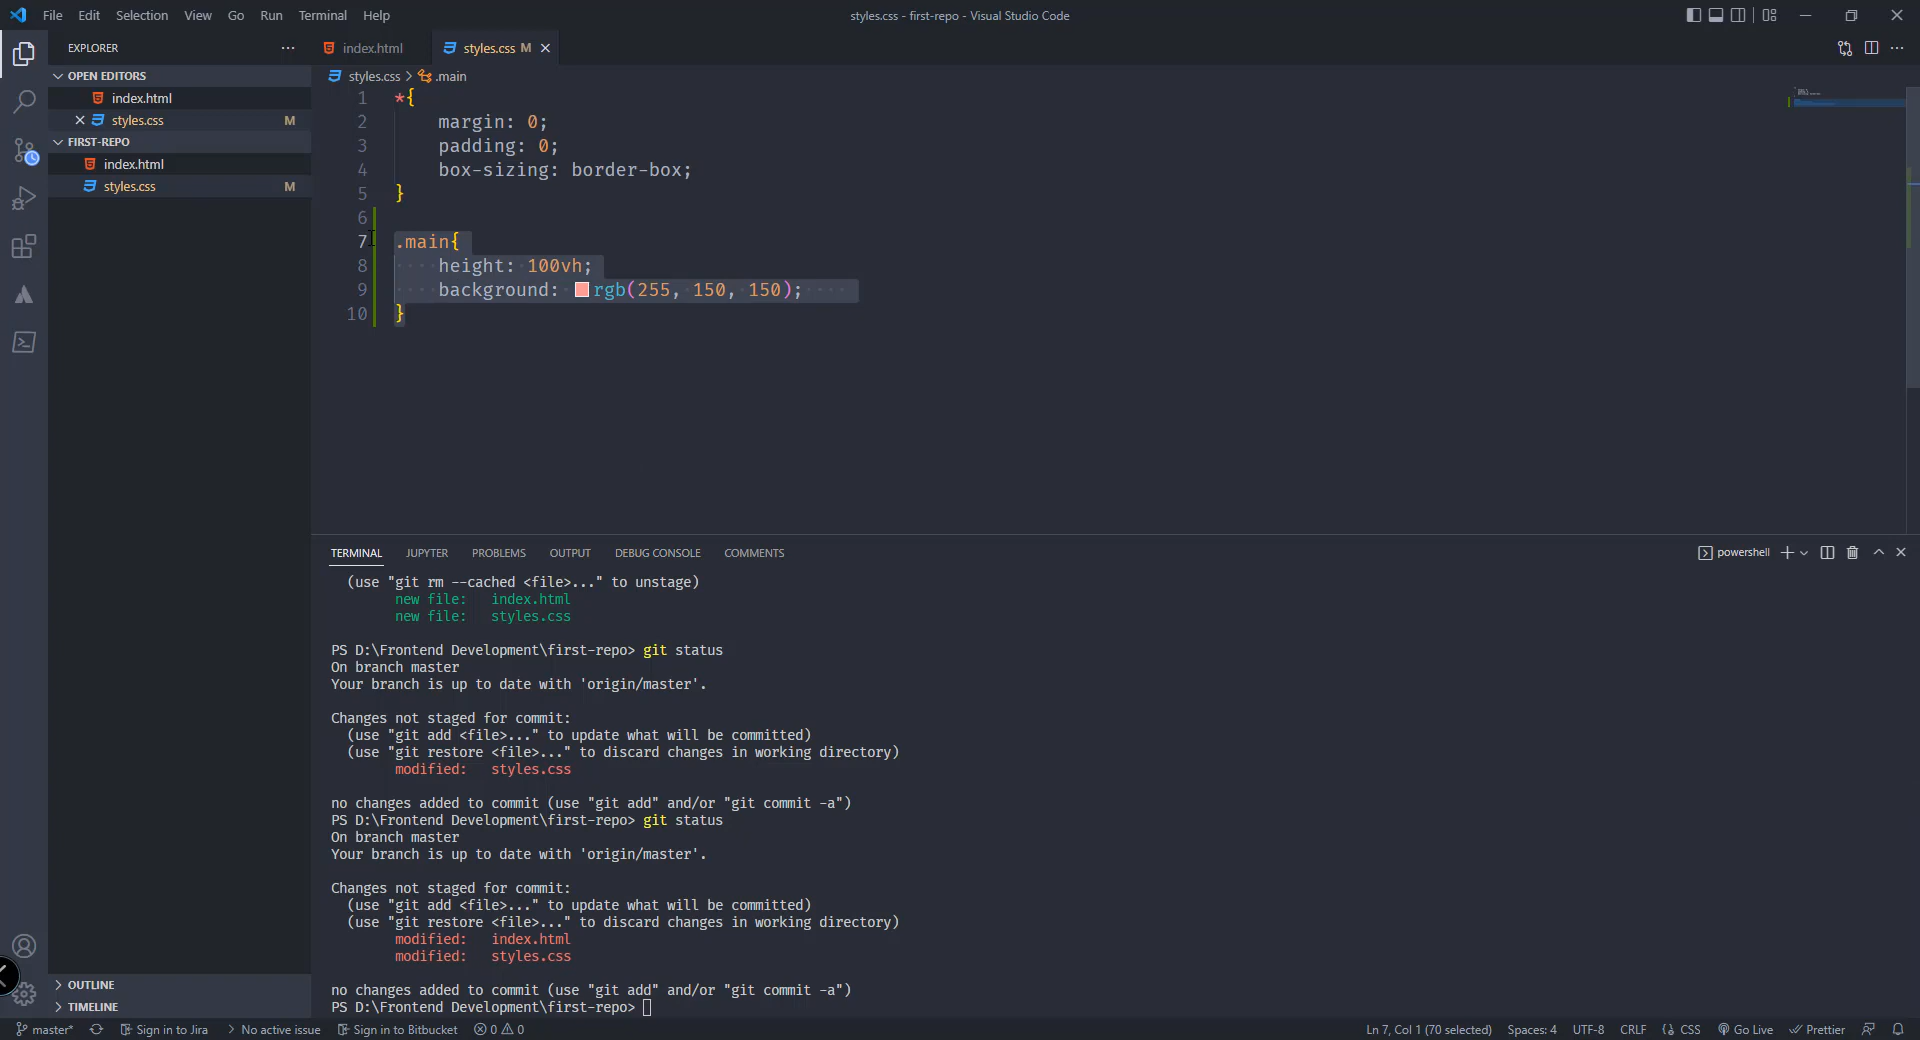 File Edit Selection View Go Run Terminal Help
styles.css - first-repo - Visual Studio Code
EXPLORER
OPEN EDITORS
index.html
styles.css M
FIRST-REPO
index.html
styles.css M
OUTLINE
TIMELINE
index.html
styles.css M
styles.css > .main
1 *{
2 margin: 0;
3 padding: 0;
4 box-sizing: border-box;
5 }
6
7 .main{
8 height: 100vh;
9 background: rgb(255, 150, 150);
10 }
TERMINAL JUPYTER PROBLEMS OUTPUT DEBUG CONSOLE COMMENTS
powershell
(use "git rm --cached <file>..." to unstage)
new file: index.html
new file: styles.css
PS D:\Frontend Development\first-repo> git status
On branch master
Your branch is up to date with 'origin/master'.
Changes not staged for commit:
(use "git add <file>..." to update what will be committed)
(use "git restore <file>..." to discard changes in working directory)
modified: styles.css
no changes added to commit (use "git add" and/or "git commit -a")
PS D:\Frontend Development\first-repo> git status
On branch master
Your branch is up to date with 'origin/master'.
Changes not staged for commit:
(use "git add <file>..." to update what will be committed)
(use "git restore <file>..." to discard changes in working directory)
modified: index.html
modified: styles.css
no changes added to commit (use "git add" and/or "git commit -a")
PS D:\Frontend Development\first-repo>
master* Sign in to Jira No active issue Sign in to Bitbucket 0 0 Ln 7, Col 1 (70 selected) Spaces: 4 UTF-8 CRLF CSS Go Live Prettier